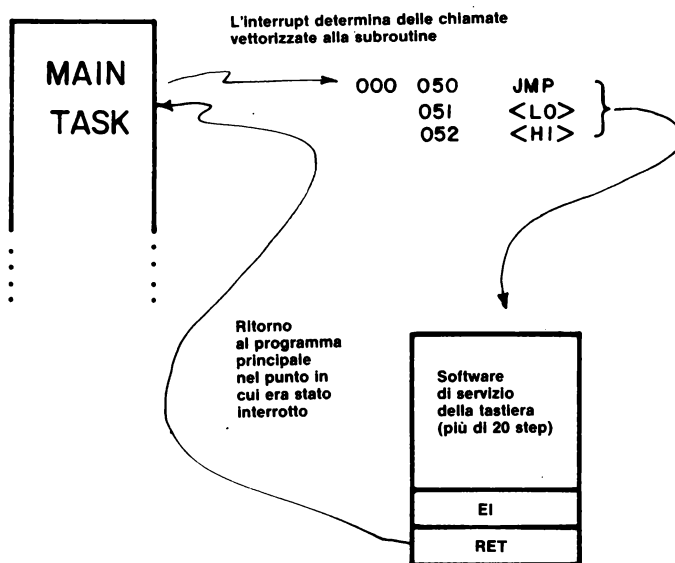 L'interrupt determina delle chiamate
vettorizzate alla subroutine
MAIN
TASK
000 050 JMP
051 <LO>
052 <HI>
Ritorno
al programma
principale
nel punto in
cui era stato
interrotto
Software
di servizio
della tastiera
(più di 20 step)
EI
RET